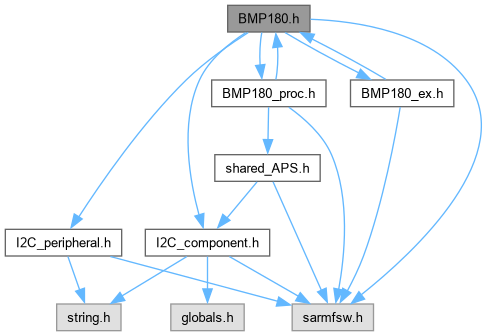 BMP180.h
BMP180_proc.h
BMP180_ex.h
shared_APS.h
I2C_peripheral.h
I2C_component.h
string.h
globals.h
sarmfsw.h